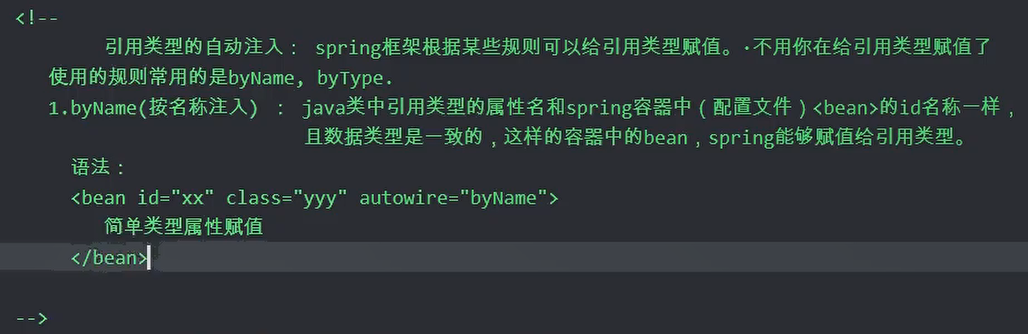 <!--
引用类型的自动注入： spring框架根据某些规则可以给引用类型赋值。·不用你在给引用类型赋值了
使用的规则常用的是byName, byType.
1.byName(按名称注入) ： java类中引用类型的属性名和spring容器中（配置文件）<bean>的id名称一样，
且数据类型是一致的，这样的容器中的bean，spring能够赋值给引用类型。
语法：
<bean id="xx" class="yyy" autowire="byName">
简单类型属性赋值
</bean>
-->